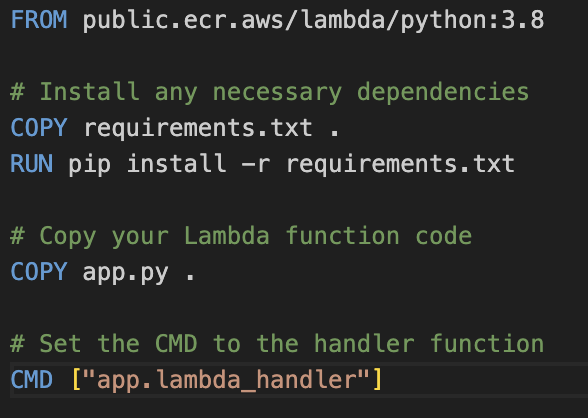 FROM public.ecr.aws/lambda/python:3.8
# Install any necessary dependencies
COPY requirements.txt .
RUN pip install -r requirements.txt
# Copy your Lambda function code
COPY app.py .
# Set the CMD to the handler function
CMD ["app.lambda_handler"]